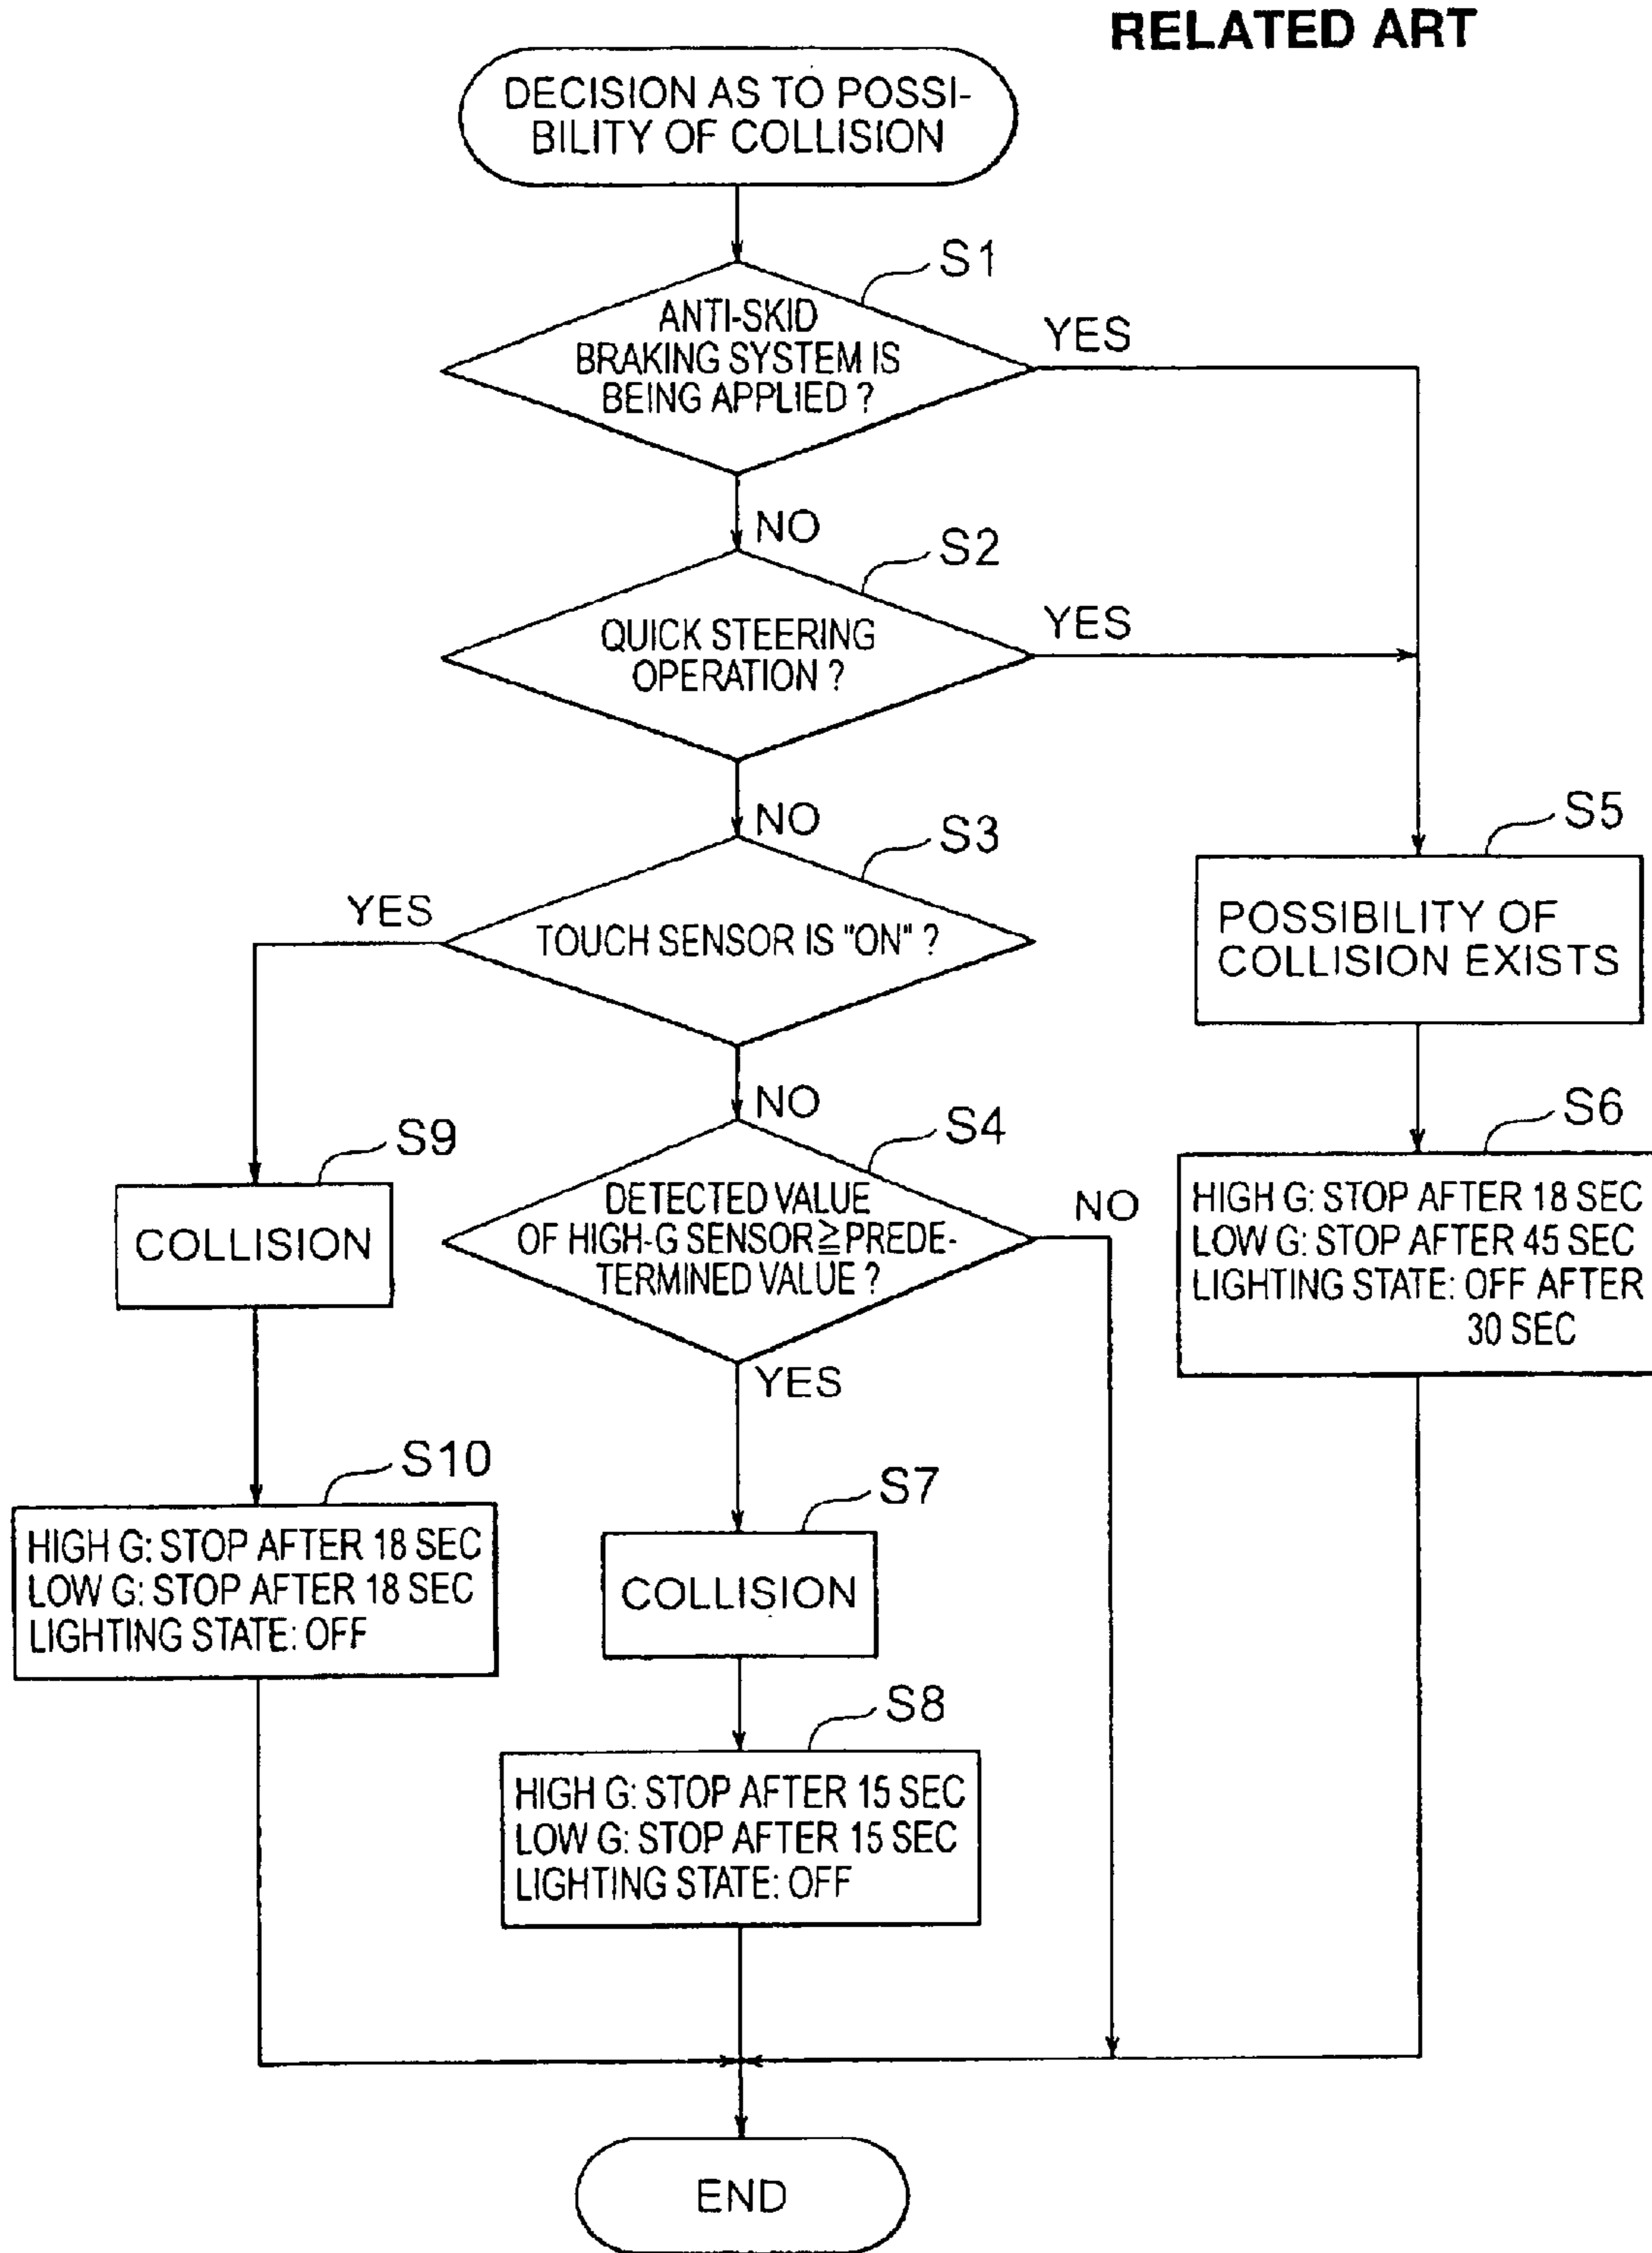 RELATED ART
DECISION AS TO POSSI-
BILITY OF COLLISION
S1
ANTI-SKID
BRAKING SYSTEM IS
BEING APPLIED ?
YES
NO
S2
QUICK STEERING
OPERATION ?
YES
NO
S3
YES
TOUCH SENSOR IS "ON" ?
NO
S5
POSSIBILITY OF
COLLISION EXISTS
S4
DETECTED VALUE
OF HIGH-G SENSOR≧PREDE-
TERMINED VALUE ?
NO
YES
S6
HIGH G: STOP AFTER 18 SEC
LOW G: STOP AFTER 45 SEC
LIGHTING STATE: OFF AFTER
30 SEC
S9
COLLISION
S10
HIGH G: STOP AFTER 18 SEC
LOW G: STOP AFTER 18 SEC
LIGHTING STATE: OFF
S7
COLLISION
S8
HIGH G: STOP AFTER 15 SEC
LOW G: STOP AFTER 15 SEC
LIGHTING STATE: OFF
END